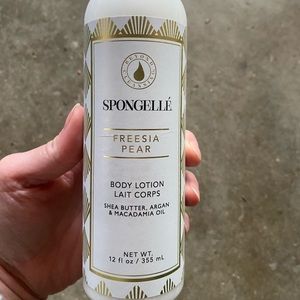 SPONGELLÉ
FREESIA
PEAR
BODY LOTION
LAIT CORPS
SHEA BUTTER, ARGAN
& MACADAMIA OIL
NET WT.
12 fl oz / 355 mL